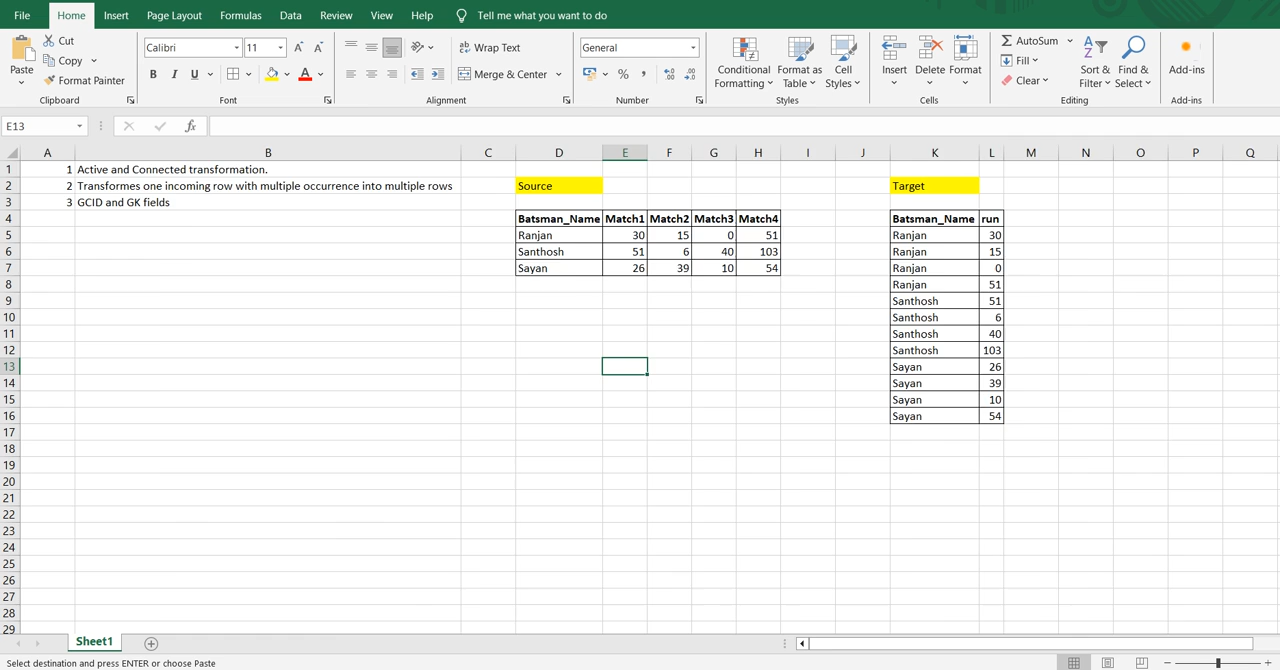 File Home Insert Page Layout Formulas Data Review View Help Tell me what you want to do
Paste
Cut
Copy
Format Painter
Clipboard
Calibri 11 A A
B I U A
Font
ab Wrap Text
Merge & Center
Alignment
General
% ,
Number
Conditional Formatting
Format as Table
Cell Styles
Styles
Insert Delete Format
Cells
AutoSum
Fill
Clear
Sort & Filter
Find & Select
Editing
Add-ins
Add-ins
E13 fx
A B C D E F G H I J K L M N O P Q
1 1 Active and Connected transformation.
2 2 Transformes one incoming row with multiple occurrence into multiple rows Source Target
3 3 GCID and GK fields
4 Batsman_Name Match1 Match2 Match3 Match4 Batsman_Name run
5 Ranjan 30 15 0 51 Ranjan 30
6 Santhosh 51 6 40 103 Ranjan 15
7 Sayan 26 39 10 54 Ranjan 0
8 Ranjan 51
9 Santhosh 51
10 Santhosh 6
11 Santhosh 40
12 Santhosh 103
13 Sayan 26
14 Sayan 39
15 Sayan 10
16 Sayan 54
17
18
19
20
21
22
23
24
25
26
27
28
29
Sheet1
Select destination and press ENTER or choose Paste